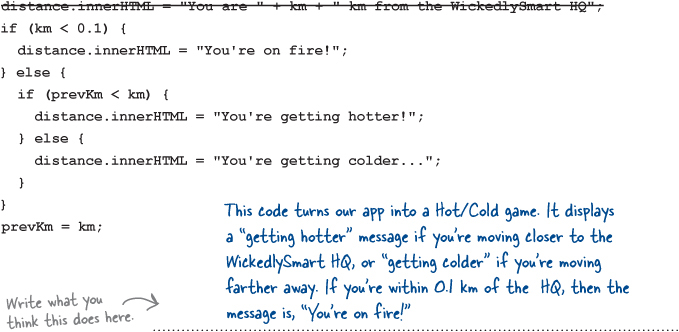 distance.innerHTML = "You are " + km + " km from the WickedlySmart HQ";
if (km < 0.1) {
distance.innerHTML = "You're on fire!";
} else {
if (prevKm < km) {
distance.innerHTML = "You're getting hotter!";
} else {
distance.innerHTML = "You're getting colder...";
}
}
prevKm = km;
This code turns our app into a Hot/Cold game. It displays
a “getting hotter” message if you’re moving closer to the
WickedlySmart HQ, or “getting colder” if you’re moving
farther away. If you’re within 0.1 km of the HQ, then the
message is, “You’re on fire!”
Write what you
think this does here.